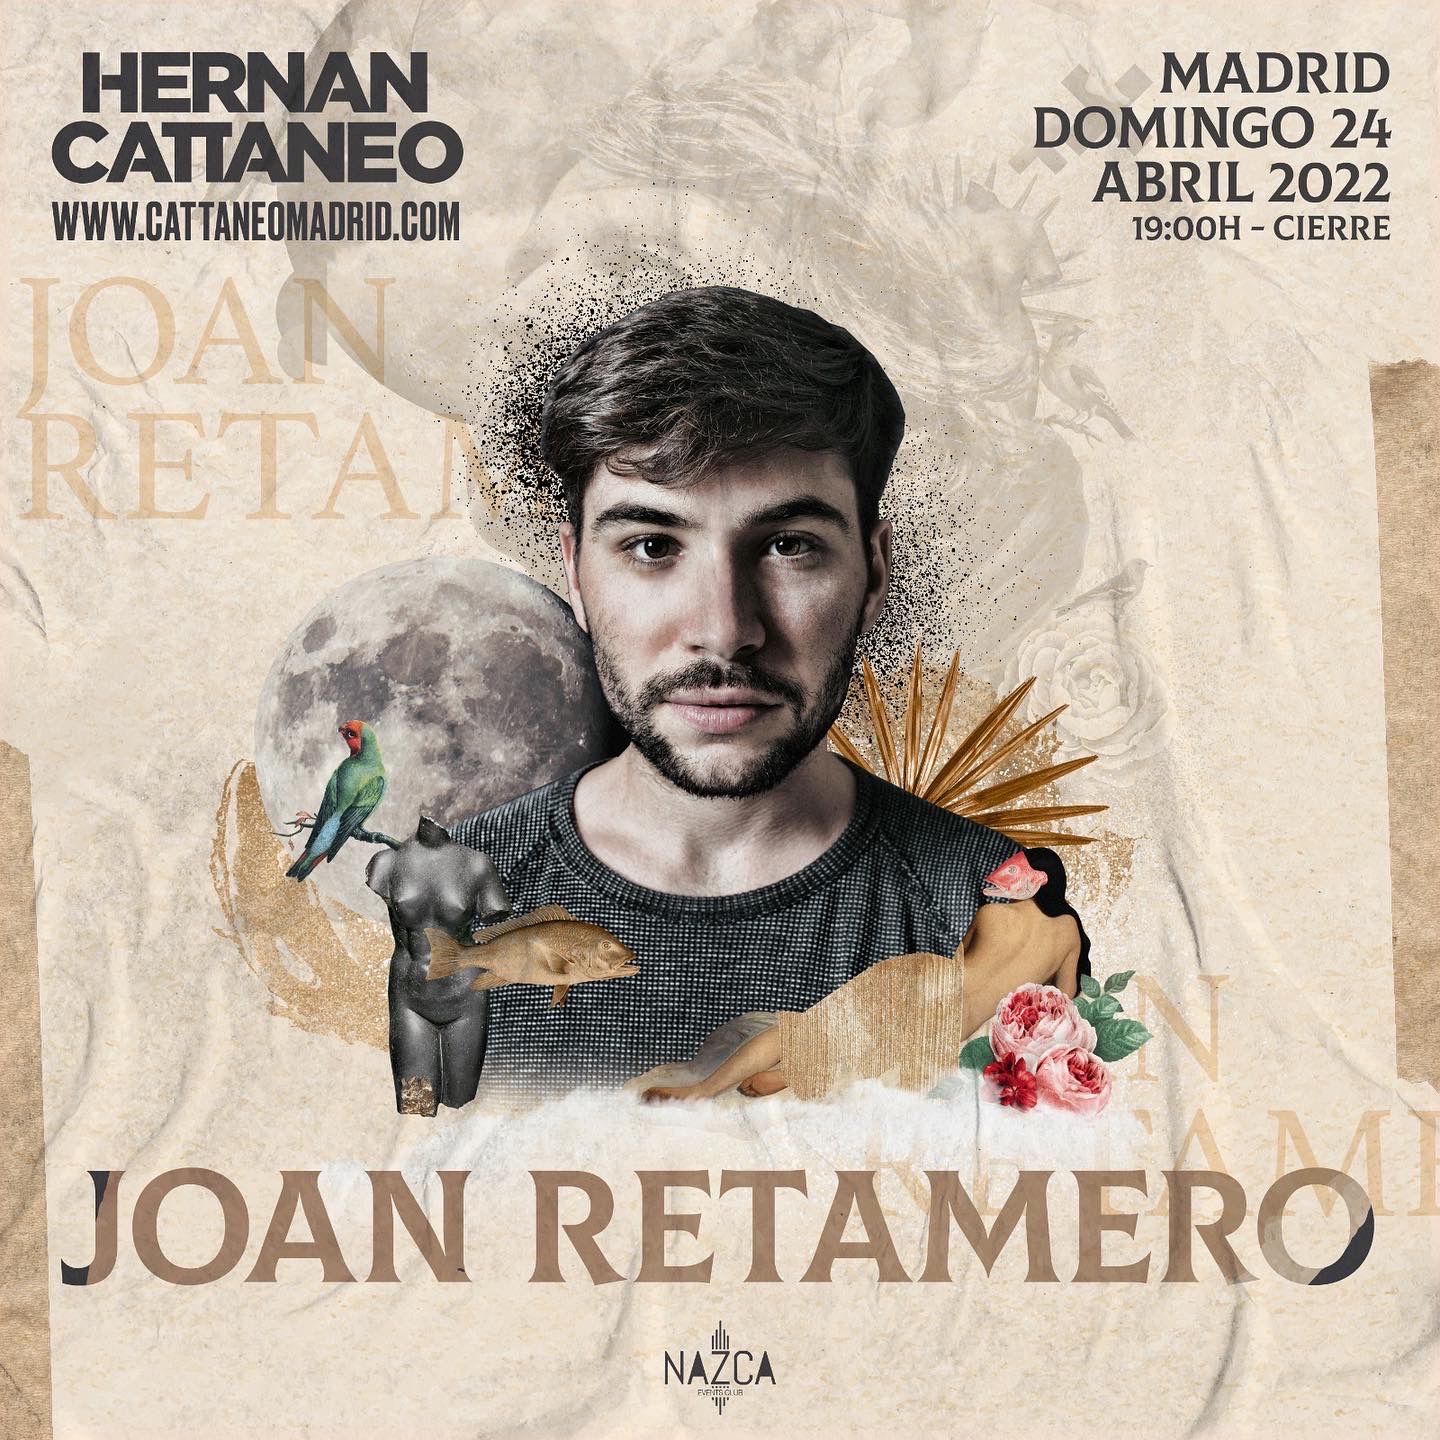 HERNAN
CATTANEO
WWW.CATTANEOMADRID.COM
MADRID
DOMINGO 24
ABRIL 2022
19:00H - CIERRE
JOAN
RETAM
N
RETAME
JOAN RETAMERO
NAZCA
EVENTS CLUB